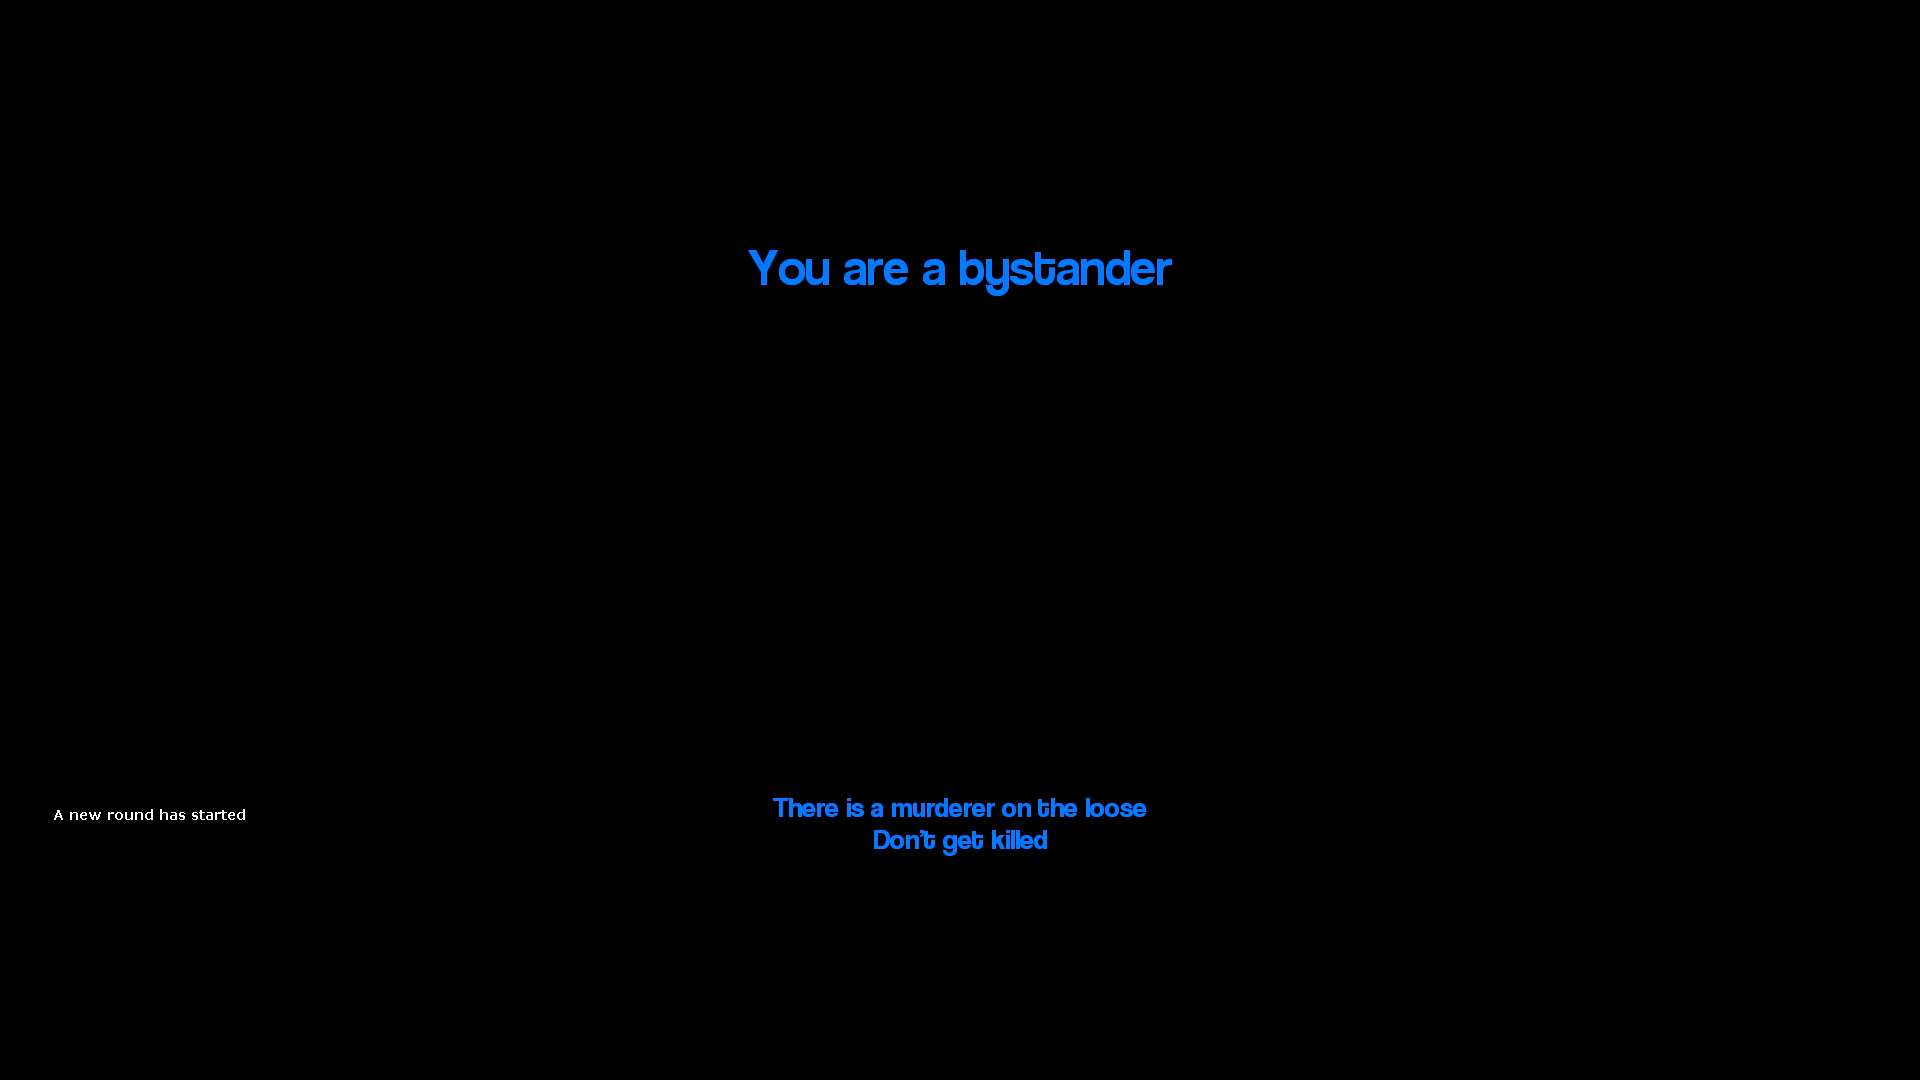 You are a bystander
There is a murderer on the loose
Don't get killed
A new round has started